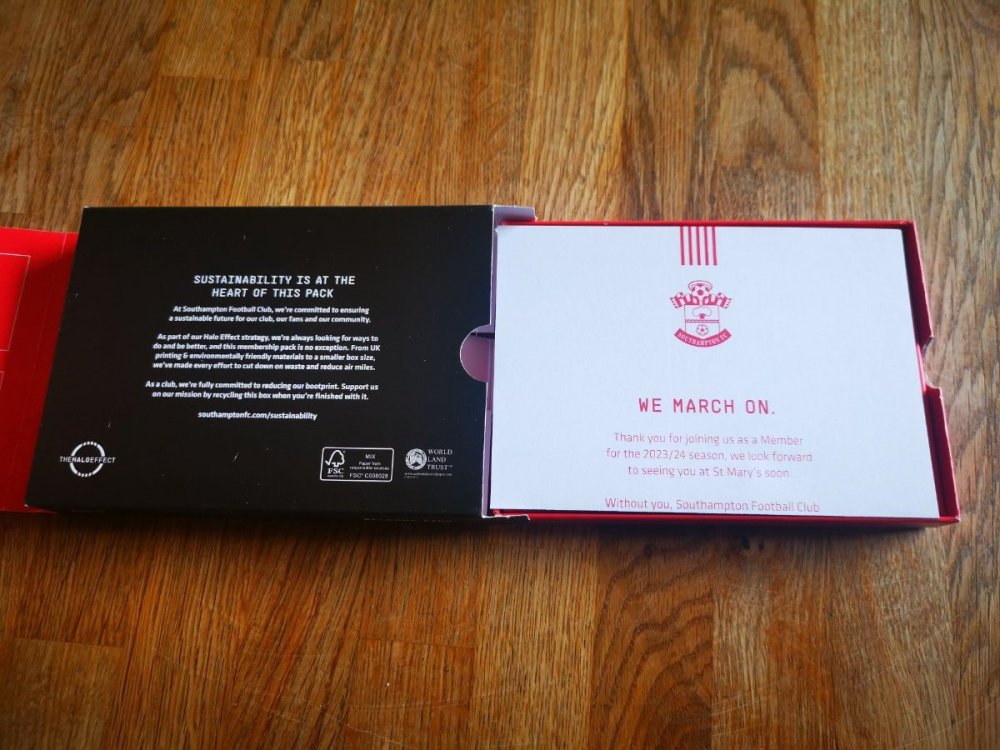 SUSTAINABILITY IS AT THE
HEART OF THIS PACK
At Southampton Football Club, we're committed to ensuring
a sustainable future for our club, our fans and our community.
As part of our Halo Effect strategy, we're always looking for ways to
do and be better, and this membership pack is no exception. From UK
printing & environmentally friendly materials to a smaller box size,
we've made every effort to cut down on waste and reduce air miles.
As a club, we're fully committed to reducing our bootprint. Support us
on our mission by recycling this box when you're finished with it.
southamptonfc.com/sustainability
THEHALOEFFECT
FSC
MIX
Paper from
responsible sources
FSC® C008028
WORLD
LAND
TRUST™
SOUTHAMPTON FC
WE MARCH ON.
Thank you for joining us as a Member
for the 2023/24 season, we look forward
to seeing you at St Mary's soon.
Without you, Southampton Football Club